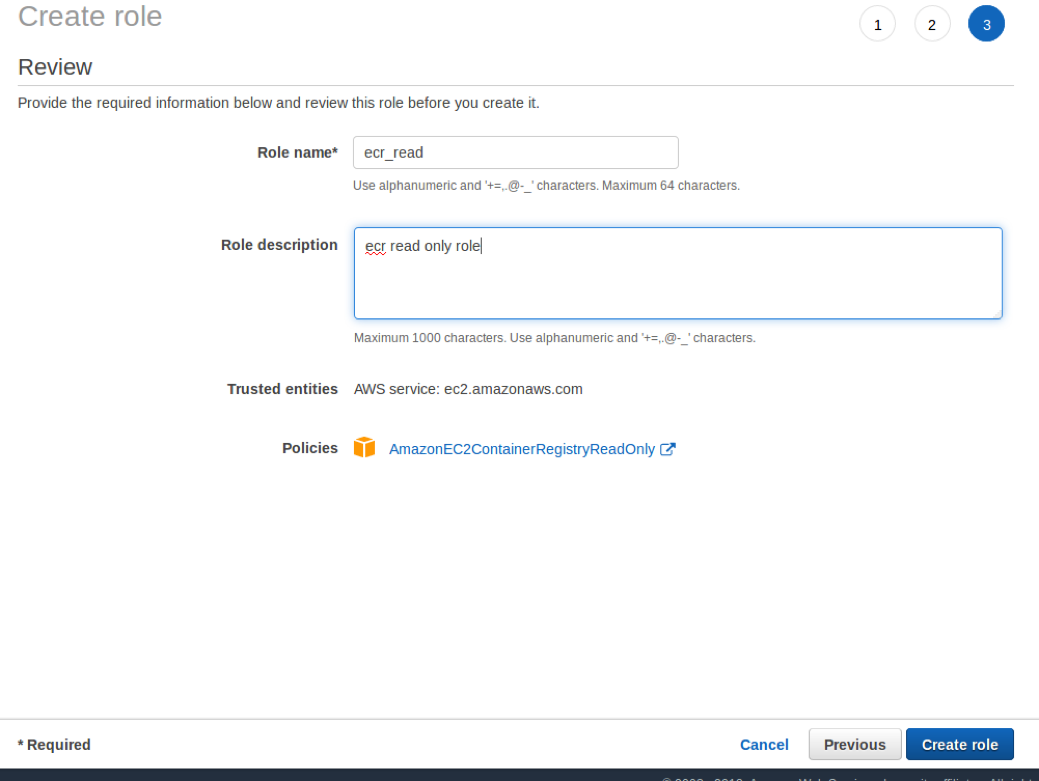 Create role
1 2 3
Review
Provide the required information below and review this role before you create it.
Role name* ecr_read
Use alphanumeric and '+=,.@-_' characters. Maximum 64 characters.
Role description ecr read only role
Maximum 1000 characters. Use alphanumeric and '+=,.@-_' characters.
Trusted entities AWS service: ec2.amazonaws.com
Policies AmazonEC2ContainerRegistryReadOnly
* Required Cancel Previous Create role